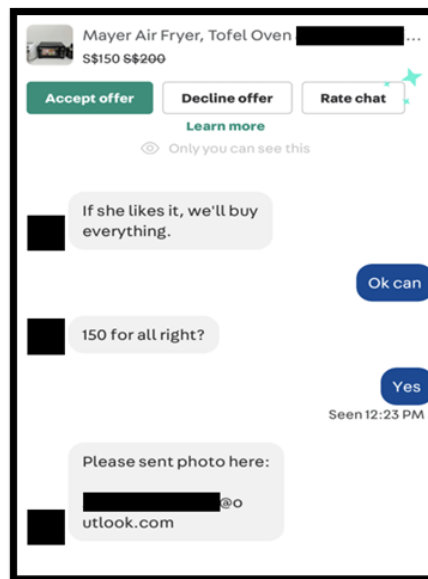 Mayer Air Fryer, Tofel Oven ...
S$150 S$200
Accept offer Decline offer Rate chat
Learn more
Only you can see this
If she likes it, we'll buy
everything.
Ok can
150 for all right?
Yes
Seen 12:23 PM
Please sent photo here:
@o
utlook.com